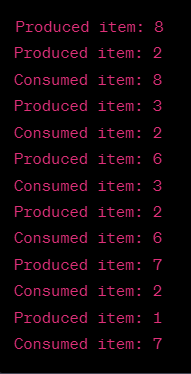 Produced item: 8
Produced item: 2
Consumed item: 8
Produced item: 3
Consumed item: 2
Produced item: 6
Consumed item: 3
Produced item: 2
Consumed item: 6
Produced item: 7
Consumed item: 2
Produced item: 1
Consumed item: 7